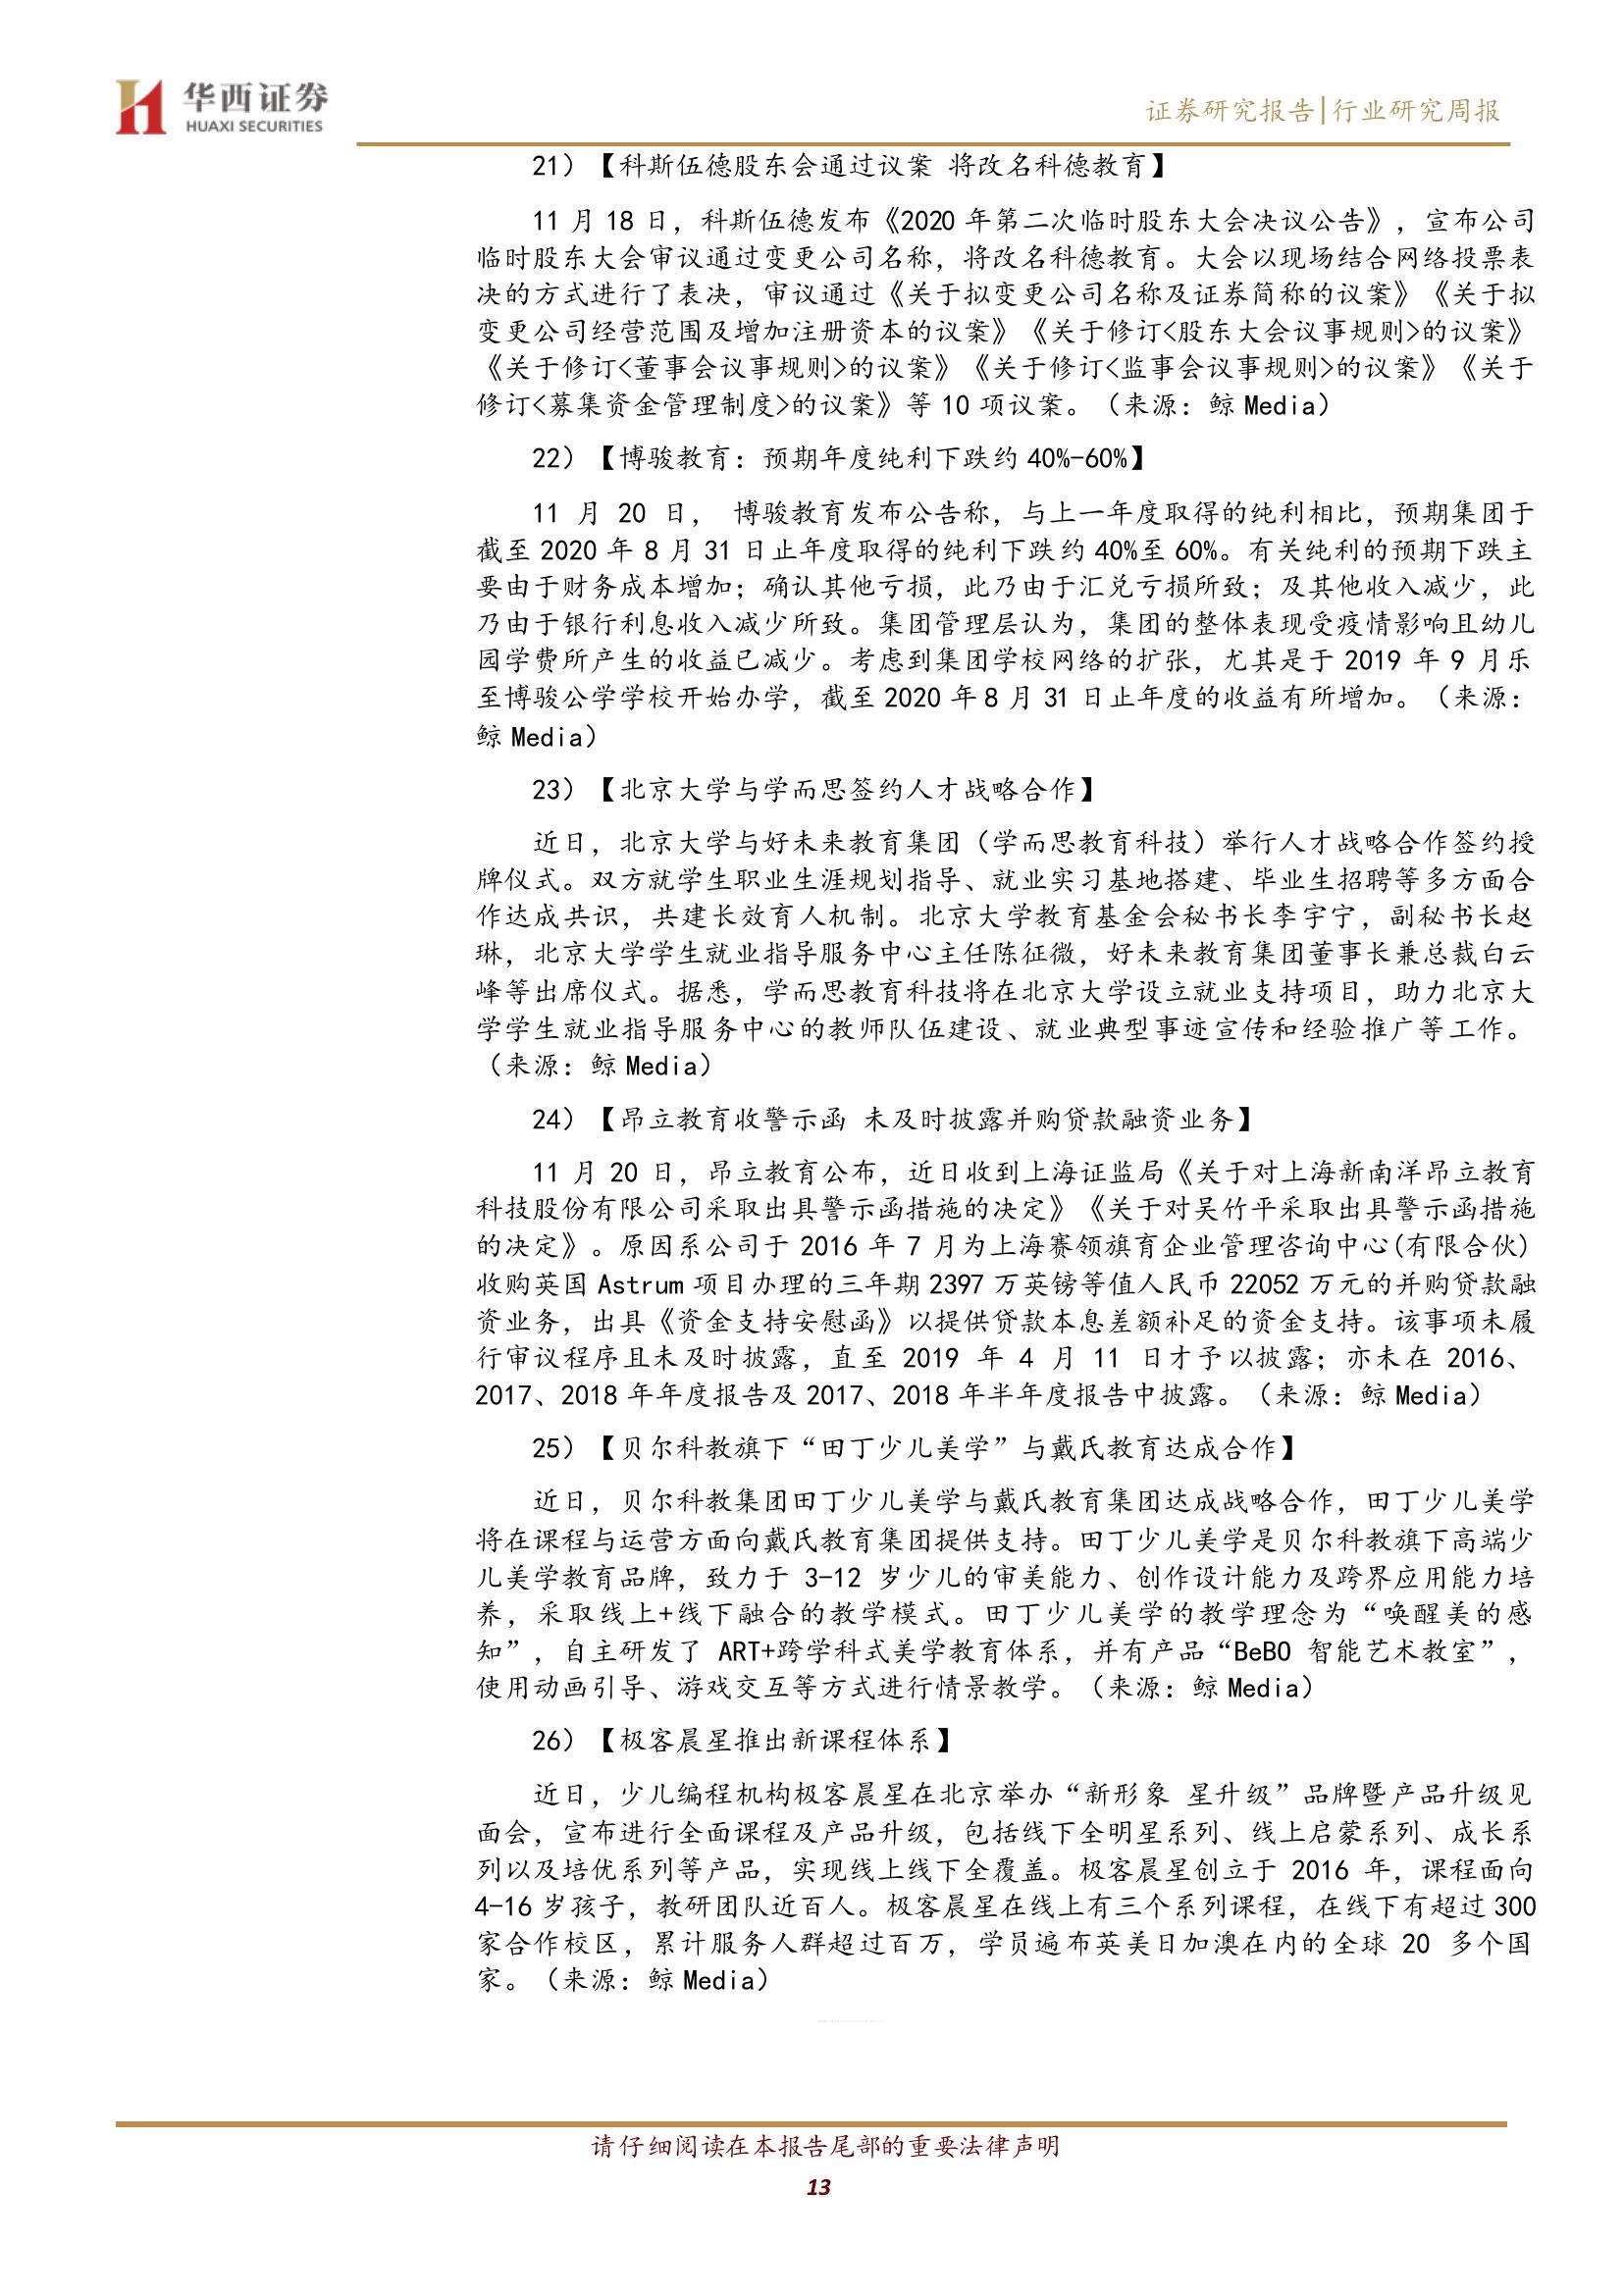 华西证券
HUAXI SECURITIES
证券研究报告|行业研究周报
21）【科斯伍德股东会通过议案 将改名科德教育】
11 月 18 日，科斯伍德发布《2020 年第二次临时股东大会决议公告》，宣布公司
临时股东大会审议通过变更公司名称，将改名科德教育。大会以现场结合网络投票表
决的方式进行了表决，审议通过《关于拟变更公司名称及证券简称的议案》《关于拟
变更公司经营范围及增加注册资本的议案》《关于修订<股东大会议事规则>的议案》
《关于修订<董事会议事规则>的议案》《关于修订<监事会议事规则>的议案》《关于
修订<募集资金管理制度>的议案》等 10 项议案。（来源：鲸 Media）
22）【博骏教育：预期年度纯利下跌约 40%-60%】
11 月 20 日， 博骏教育发布公告称，与上一年度取得的纯利相比，预期集团于
截至 2020 年 8 月 31 日止年度取得的纯利下跌约 40%至 60%。有关纯利的预期下跌主
要由于财务成本增加；确认其他亏损，此乃由于汇兑亏损所致；及其他收入减少，此
乃由于银行利息收入减少所致。集团管理层认为，集团的整体表现受疫情影响且幼儿
园学费所产生的收益已减少。考虑到集团学校网络的扩张，尤其是于 2019 年 9 月乐
至博骏公学学校开始办学，截至 2020 年 8 月 31 日止年度的收益有所增加。（来源：
鲸 Media）
23）【北京大学与学而思签约人才战略合作】
近日，北京大学与好未来教育集团（学而思教育科技）举行人才战略合作签约授
牌仪式。双方就学生职业生涯规划指导、就业实习基地搭建、毕业生招聘等多方面合
作达成共识，共建长效育人机制。北京大学教育基金会秘书长李宇宁，副秘书长赵
琳，北京大学学生就业指导服务中心主任陈征微，好未来教育集团董事长兼总裁白云
峰等出席仪式。据悉，学而思教育科技将在北京大学设立就业支持项目，助力北京大
学学生就业指导服务中心的教师队伍建设、就业典型事迹宣传和经验推广等工作。
（来源：鲸 Media）
24）【昂立教育收警示函 未及时披露并购贷款融资业务】
11 月 20 日，昂立教育公布，近日收到上海证监局《关于对上海新南洋昂立教育
科技股份有限公司采取出具警示函措施的决定》《关于对吴竹平采取出具警示函措施
的决定》。原因系公司于 2016 年 7 月为上海赛领旗育企业管理咨询中心(有限合伙)
收购英国 Astrum 项目办理的三年期 2397 万英镑等值人民币 22052 万元的并购贷款融
资业务，出具《资金支持安慰函》以提供贷款本息差额补足的资金支持。该事项未履
行审议程序且未及时披露，直至 2019 年 4 月 11 日才予以披露；亦未在 2016、
2017、2018 年年度报告及 2017、2018 年半年度报告中披露。（来源：鲸 Media）
25）【贝尔科教旗下“田丁少儿美学”与戴氏教育达成合作】
近日，贝尔科教集团田丁少儿美学与戴氏教育集团达成战略合作，田丁少儿美学
将在课程与运营方面向戴氏教育集团提供支持。田丁少儿美学是贝尔科教旗下高端少
儿美学教育品牌，致力于 3-12 岁少儿的审美能力、创作设计能力及跨界应用能力培
养，采取线上+线下融合的教学模式。田丁少儿美学的教学理念为“唤醒美的感
知”，自主研发了 ART+跨学科式美学教育体系，并有产品“BeBO 智能艺术教室”，
使用动画引导、游戏交互等方式进行情景教学。（来源：鲸 Media）
26）【极客晨星推出新课程体系】
近日，少儿编程机构极客晨星在北京举办“新形象 星升级”品牌暨产品升级见
面会，宣布进行全面课程及产品升级，包括线下全明星系列、线上启蒙系列、成长系
列以及培优系列等产品，实现线上线下全覆盖。极客晨星创立于 2016 年，课程面向
4-16 岁孩子，教研团队近百人。极客晨星在线上有三个系列课程，在线下有超过 300
家合作校区，累计服务人群超过百万，学员遍布英美日加澳在内的全球 20 多个国
家。（来源：鲸 Media）
请仔细阅读在本报告尾部的重要法律声明
13